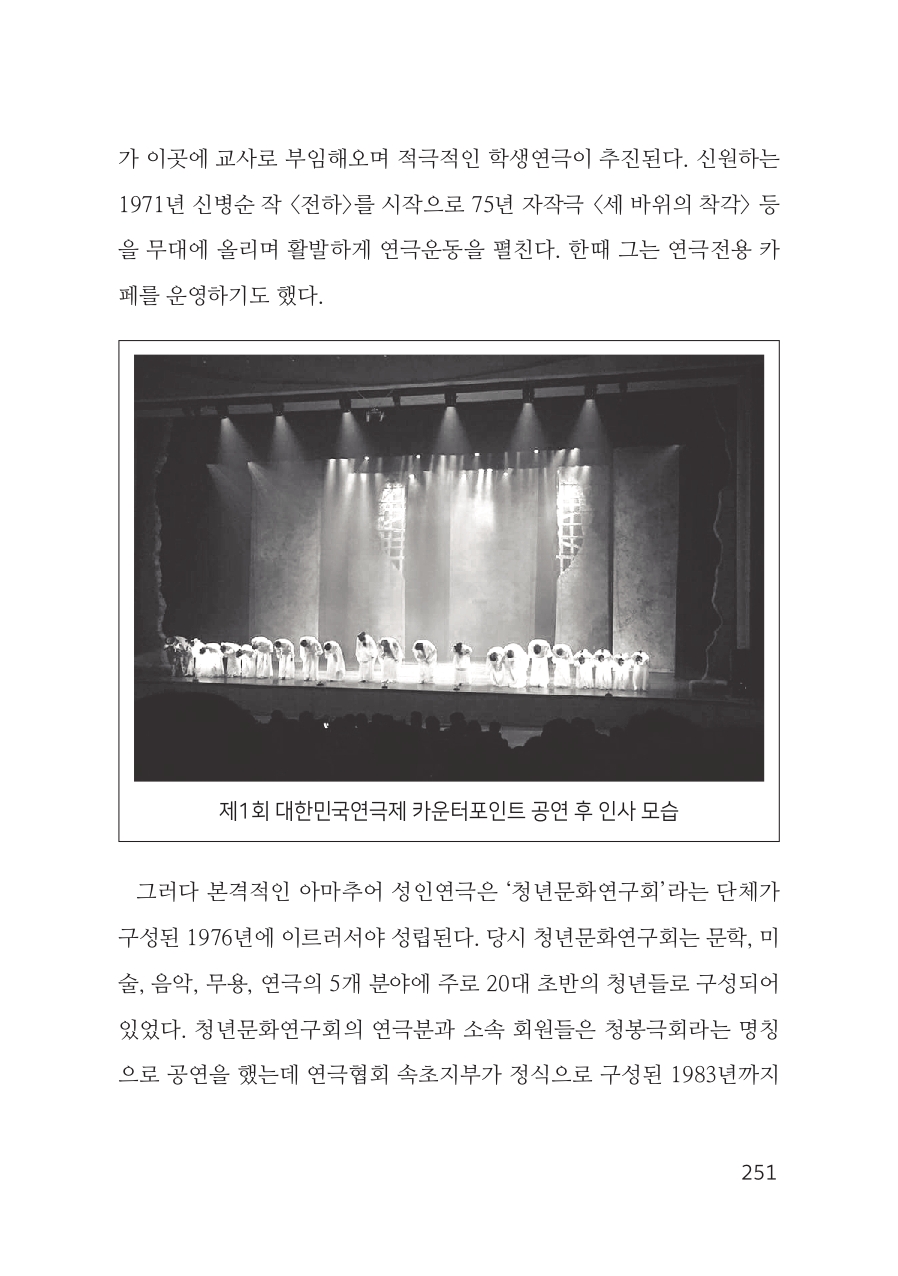 가 이곳에 교사로 부임해오며 적극적인 학생연극이 추진된다. 신원하는
1971년 신병순 작 〈전하〉를 시작으로 75년 자작극 〈세 바위의 착각〉 등
을 무대에 올리며 활발하게 연극운동을 펼친다. 한때 그는 연극전용 카
페를 운영하기도 했다.
제1회 대한민국연극제 카운터포인트 공연 후 인사 모습
그러다 본격적인 아마추어 성인연극은 ‘청년문화연구회’라는 단체가
구성된 1976년에 이르러서야 성립된다. 당시 청년문화연구회는 문학, 미
술, 음악, 무용, 연극의 5개 분야에 주로 20대 초반의 청년들로 구성되어
있었다. 청년문화연구회의 연극분과 소속 회원들은 청봉극회라는 명칭
으로 공연을 했는데 연극협회 속초지부가 정식으로 구성된 1983년까지
251